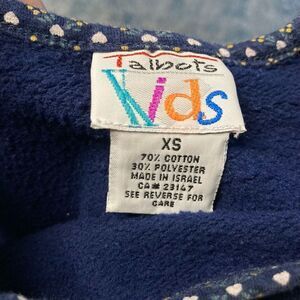 Talbots
Kids
XS
70% COTTON
30% POLYESTER
MADE IN ISRAEL
CA# 23147
SEE REVERSE FOR
CARE